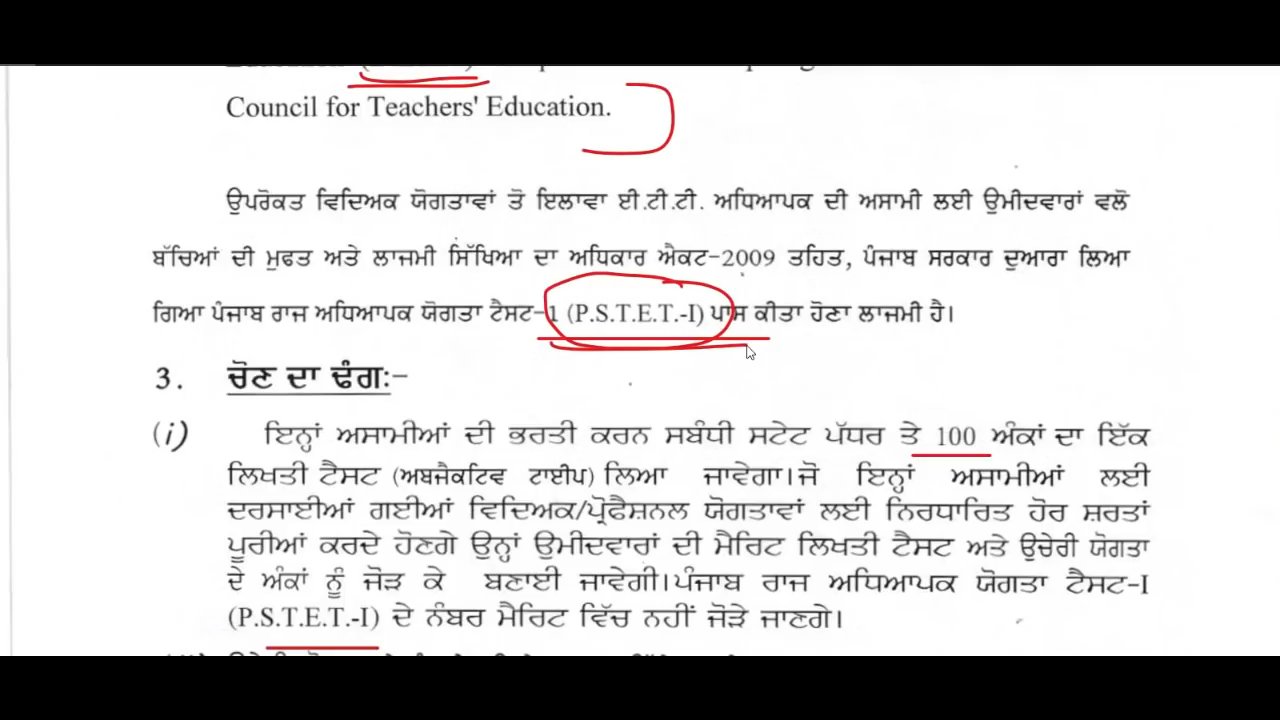 Council for Teachers' Education.
ਉਪਰੋਕਤ ਵਿਦਿਅਕ ਯੋਗਤਾਵਾਂ ਤੋ ਇਲਾਵਾ ਈ.ਟੀ.ਟੀ. ਅਧਿਆਪਕ ਦੀ ਅਸਾਮੀ ਲਈ ਉਮੀਦਵਾਰਾਂ ਵਲੋ
ਬੱਚਿਆਂ ਦੀ ਮੁਫਤ ਅਤੇ ਲਾਜਮੀ ਸਿੱਖਿਆ ਦਾ ਅਧਿਕਾਰ ਐਕਟ-2009 ਤਹਿਤ, ਪੰਜਾਬ ਸਰਕਾਰ ਦੁਆਰਾ ਲਿਆ
ਗਿਆ ਪੰਜਾਬ ਰਾਜ ਅਧਿਆਪਕ ਯੋਗਤਾ ਟੈਸਟ-1 (P.S.T.E.T.-I) ਪਾਸ ਕੀਤਾ ਹੋਣਾ ਲਾਜਮੀ ਹੈ।
3. ਚੋਣ ਦਾ ਢੰਗ:-
(i) ਇਨ੍ਹਾਂ ਅਸਾਮੀਆਂ ਦੀ ਭਰਤੀ ਕਰਨ ਸਬੰਧੀ ਸਟੇਟ ਪੱਧਰ ਤੇ 100 ਅੰਕਾਂ ਦਾ ਇੱਕ
ਲਿਖਤੀ ਟੈਸਟ (ਅਬਜੈਕਟਿਵ ਟਾਈਪ) ਲਿਆ ਜਾਵੇਗਾ।ਜੋ ਇਨ੍ਹਾਂ ਅਸਾਮੀਆਂ ਲਈ
ਦਰਸਾਈਆਂ ਗਈਆਂ ਵਿਦਿਅਕ/ਪ੍ਰੋਫੈਸ਼ਨਲ ਯੋਗਤਾਵਾਂ ਲਈ ਨਿਰਧਾਰਿਤ ਹੋਰ ਸ਼ਰਤਾਂ
ਪੂਰੀਆਂ ਕਰਦੇ ਹੋਣਗੇ ਉਨ੍ਹਾਂ ਉਮੀਦਵਾਰਾਂ ਦੀ ਮੈਰਿਟ ਲਿਖਤੀ ਟੈਸਟ ਅਤੇ ਉਚੇਰੀ ਯੋਗਤਾ
ਦੇ ਅੰਕਾਂ ਨੂੰ ਜੋੜ ਕੇ ਬਣਾਈ ਜਾਵੇਗੀ।ਪੰਜਾਬ ਰਾਜ ਅਧਿਆਪਕ ਯੋਗਤਾ ਟੈਸਟ-I
(P.S.T.E.T.-I) ਦੇ ਨੰਬਰ ਮੈਰਿਟ ਵਿੱਚ ਨਹੀਂ ਜੋੜੇ ਜਾਣਗੇ।